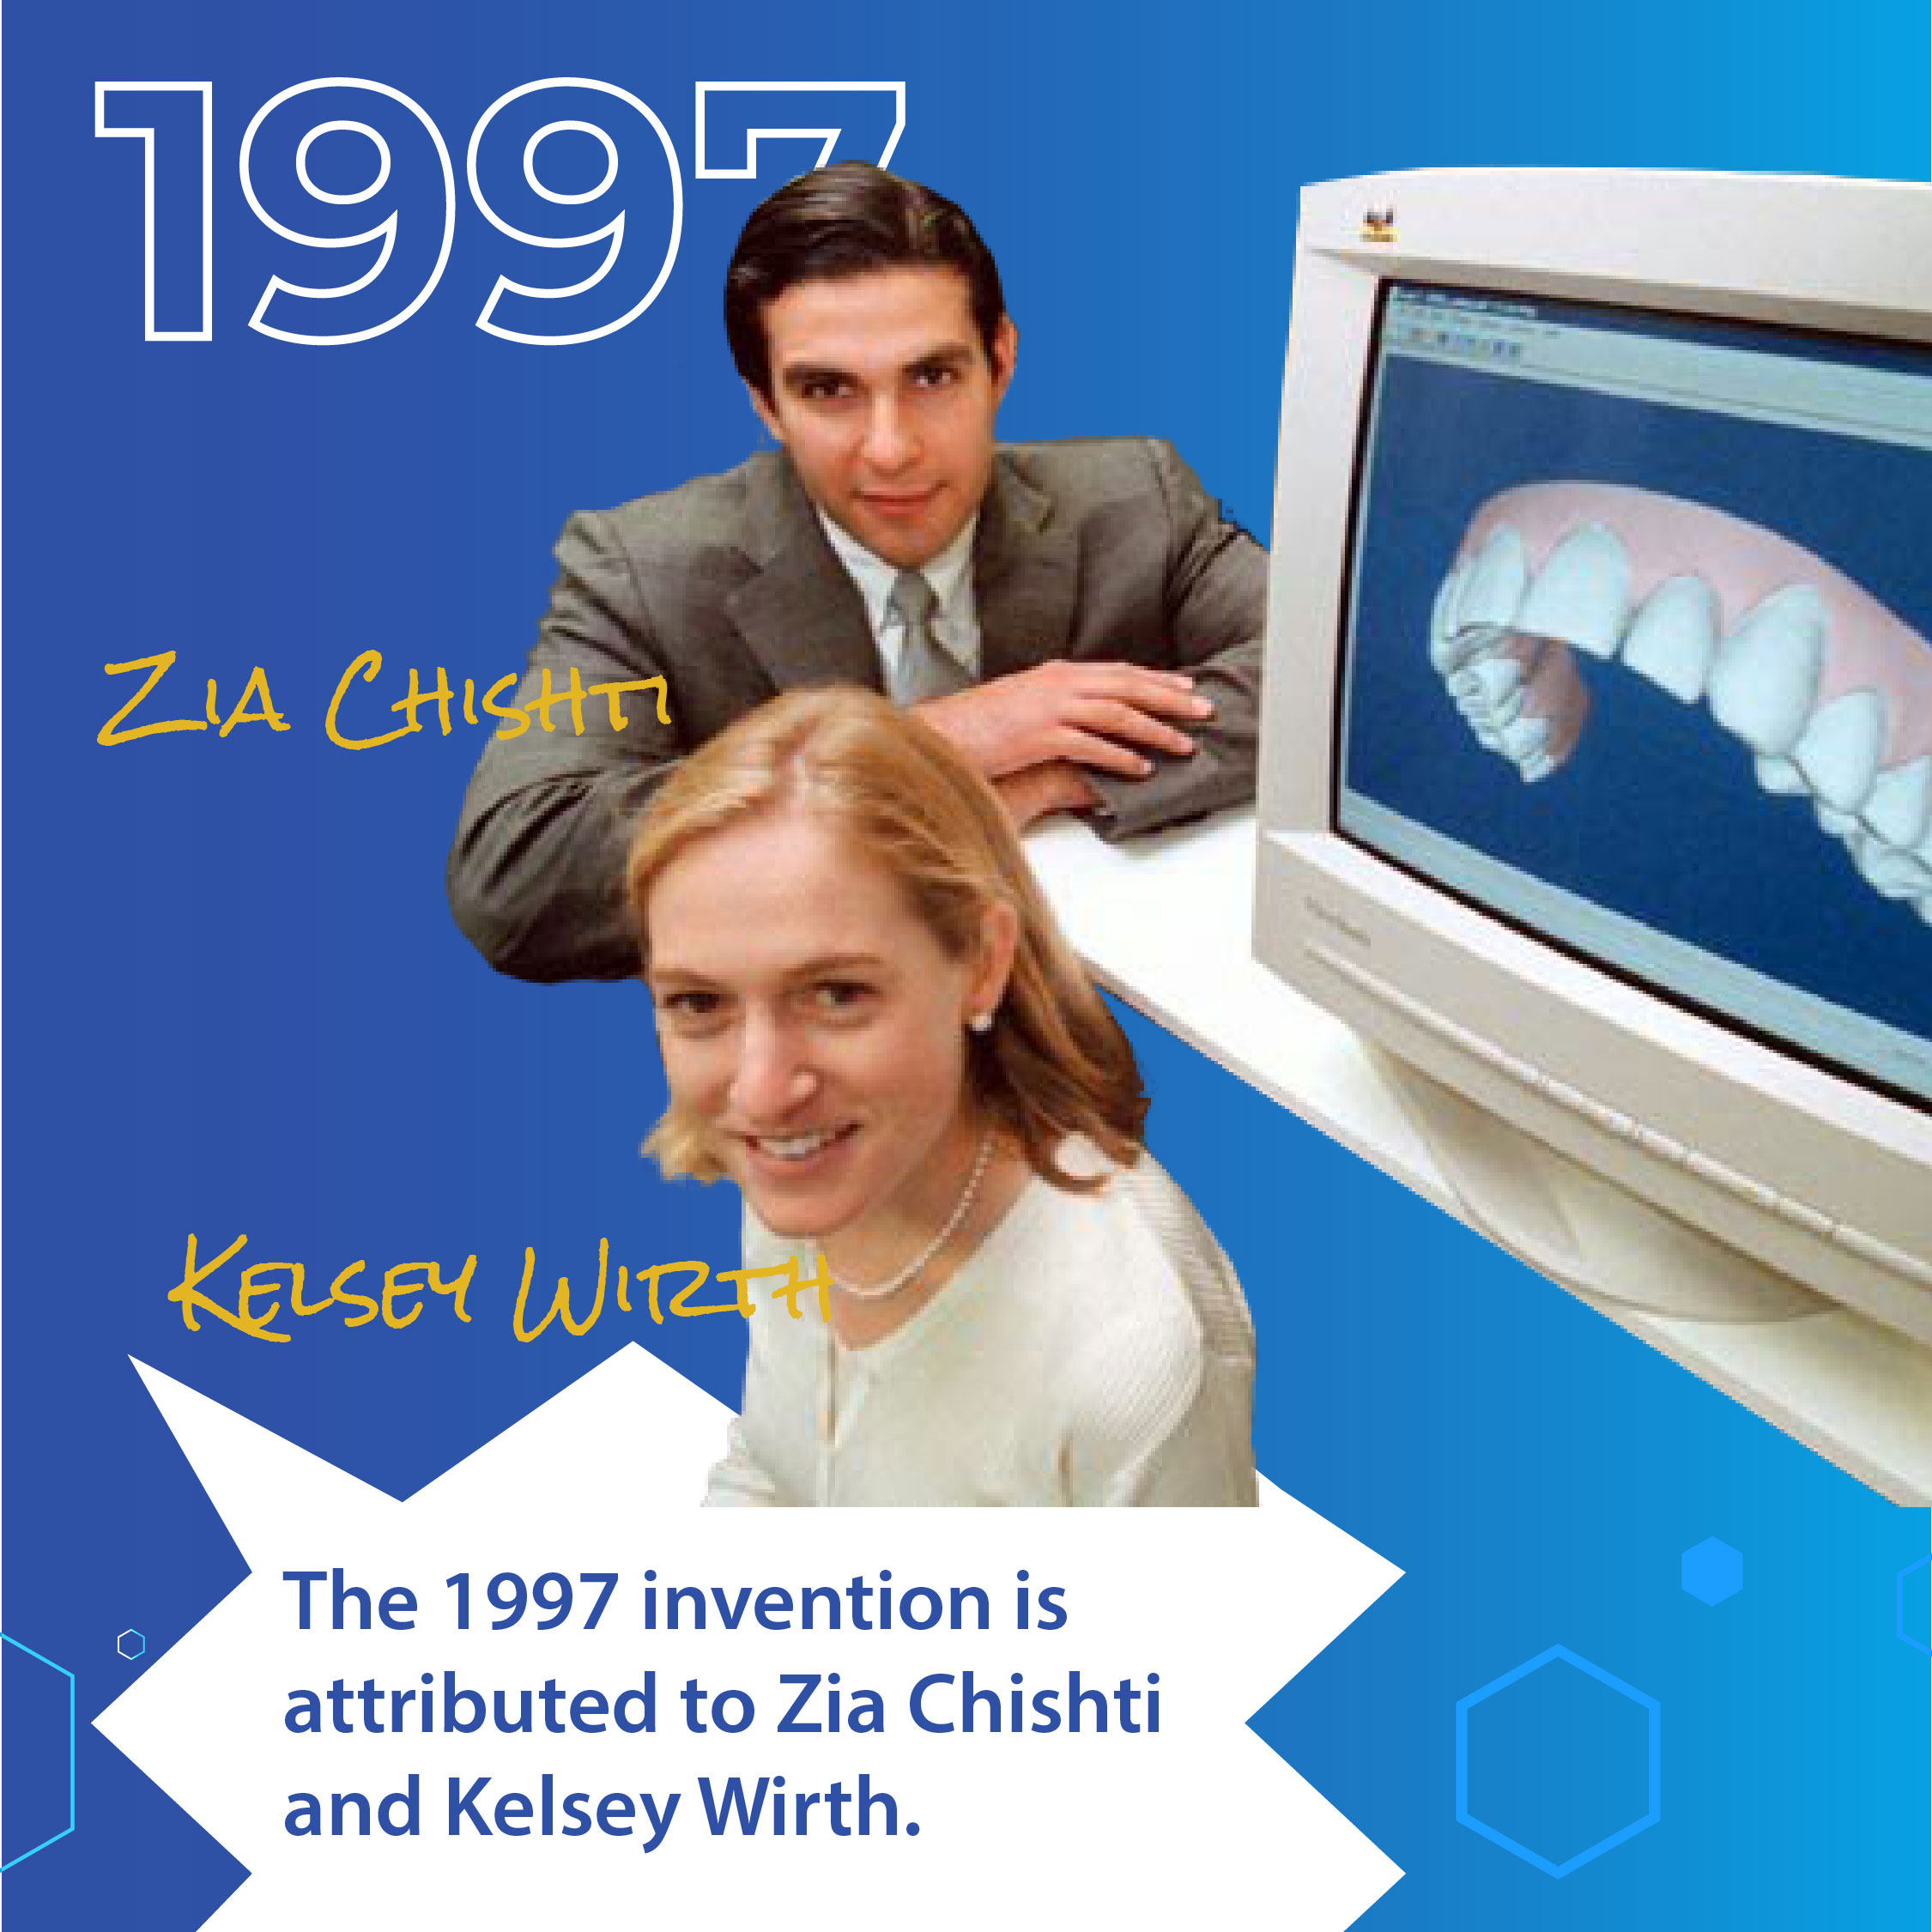 1997
Zia Chishti
Kelsey Wirth
The 1997 invention is
attributed to Zia Chishti
and Kelsey Wirth.